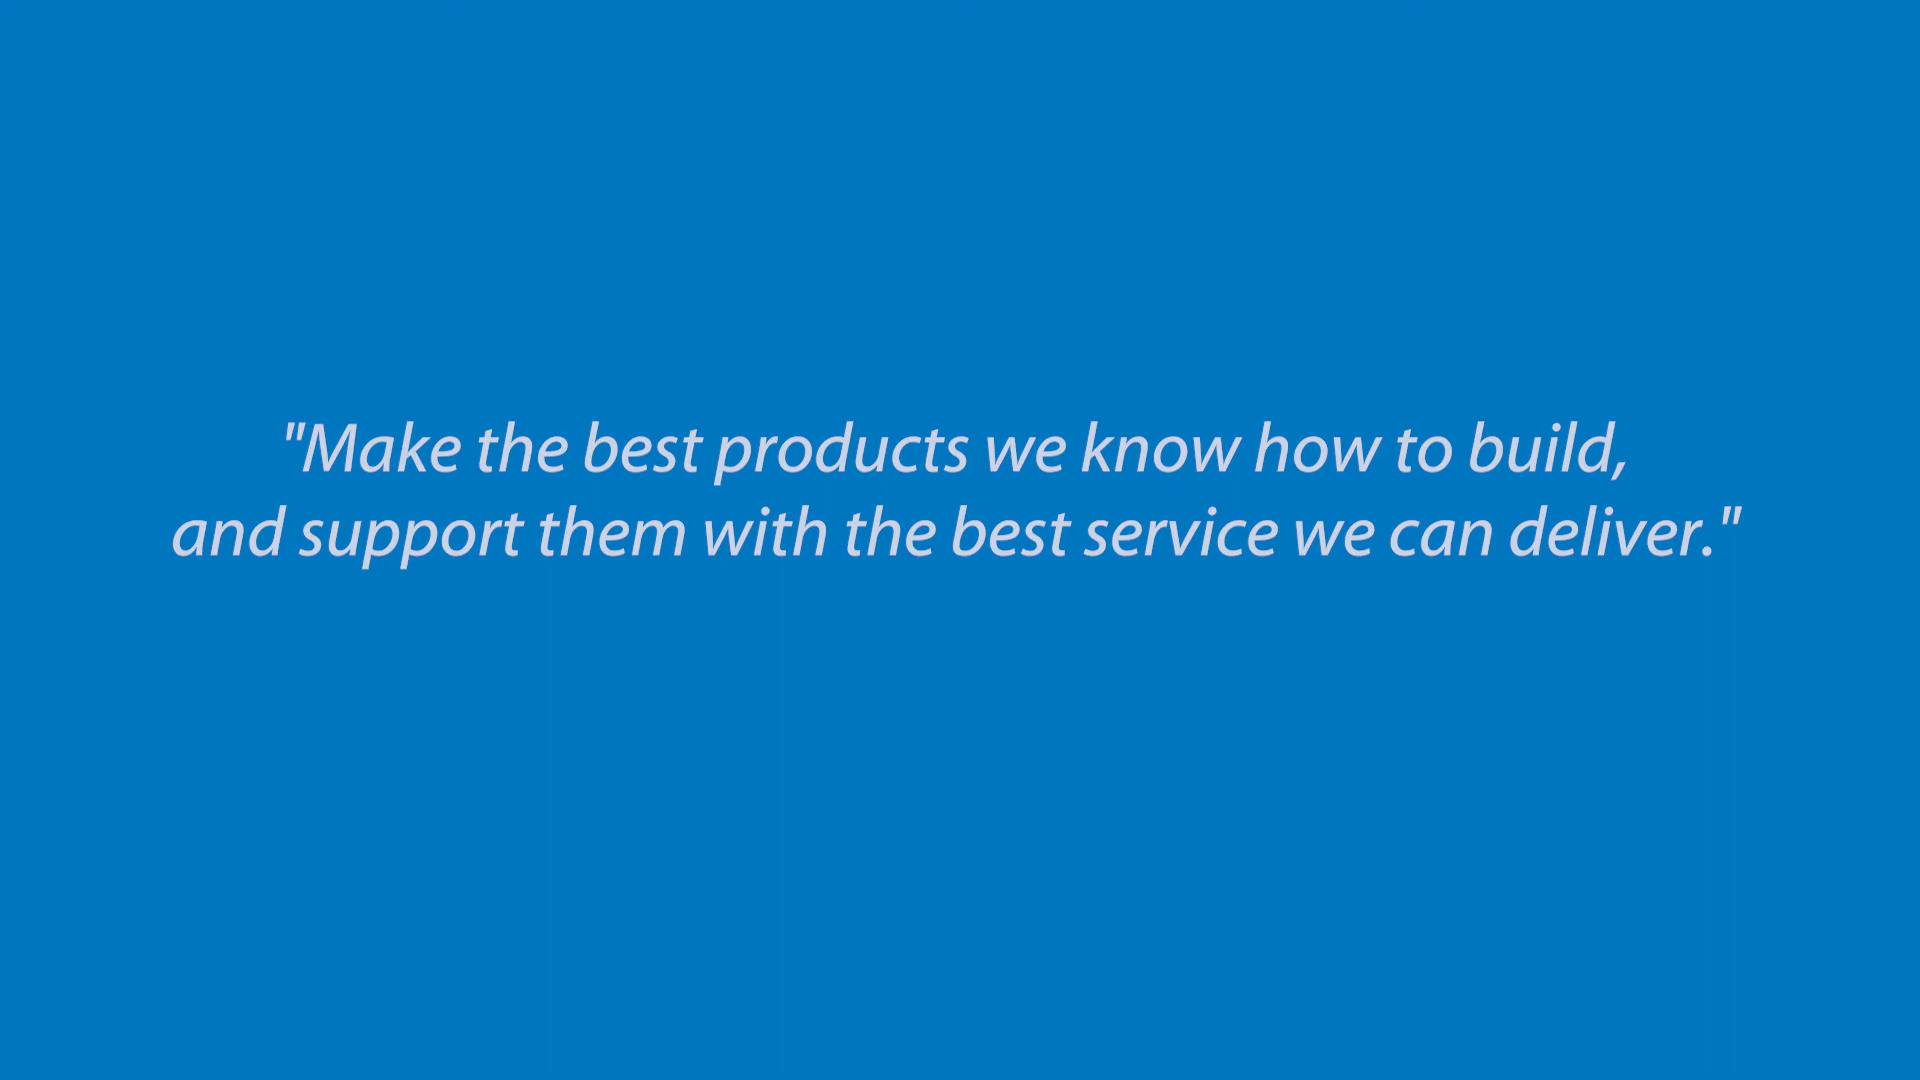 "Make the best products we know how to build,
and support them with the best service we can deliver."